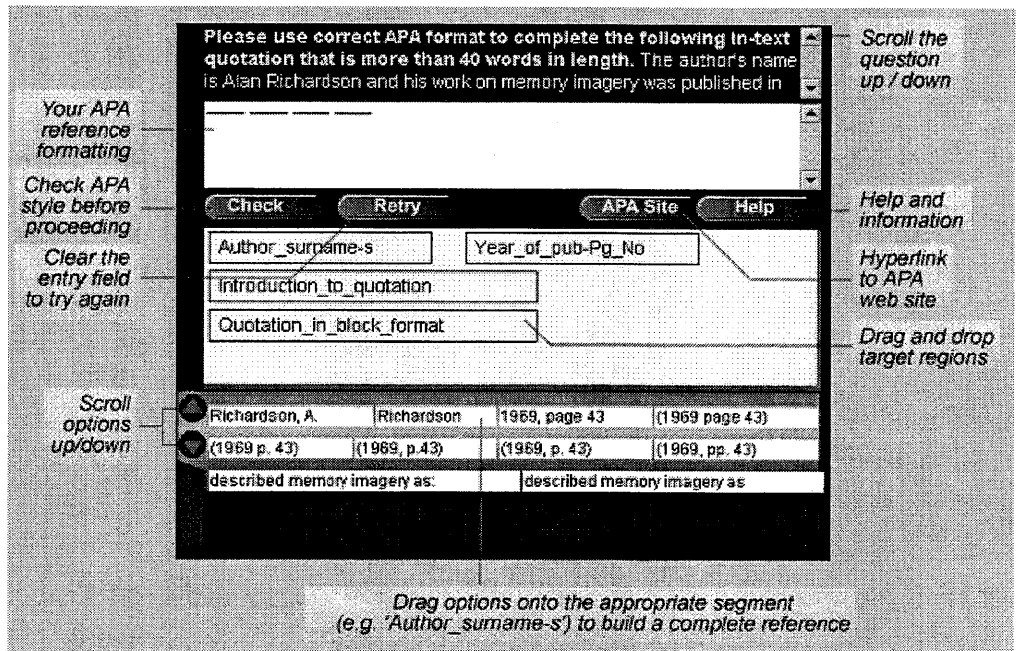 Please use correct APA format to complete the following in-text
quotation that is more than 40 words in length. The author's name
is Alan Richardson and his work on memory imagery was published in
Scroll the
question
up / down
Your APA
reference
formatting
Check APA
style before
proceeding
Clear the
entry field
to try again
Check
Retry
APA Site
Help
Help and
information
Hyperlink
to APA
web site
Drag and drop
target regions
Author_surname-s
Year_of_pub-Pg_No
Introduction_to_quotation
Quotation_in_block_format
Scroll
options
up/down
Richardson, A.
Richardson
1969, page 43
(1969 page 43)
(1969 p. 43)
(1969, p.43)
(1969, p. 43)
(1969, pp. 43)
described memory imagery as:
described memory imagery as
Drag options onto the appropriate segment
(e.g. 'Author_surname-s') to build a complete reference